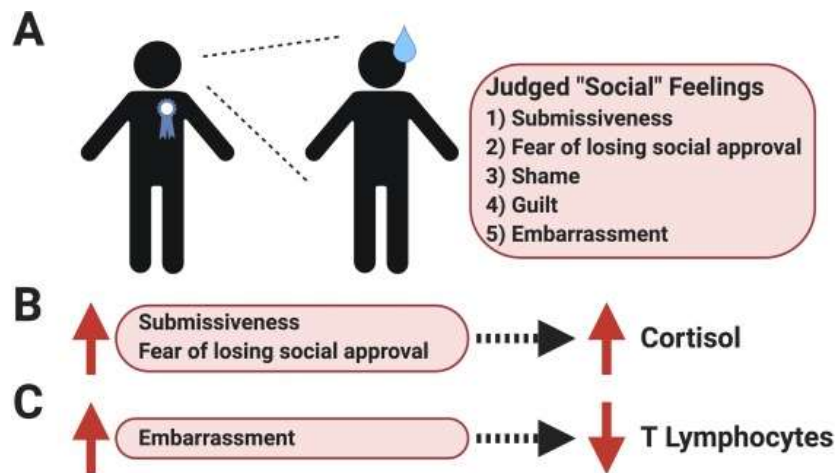 A
Judged "Social" Feelings
1) Submissiveness
2) Fear of losing social approval
3) Shame
4) Guilt
5) Embarrassment
B
Submissiveness
Fear of losing social approval
Cortisol
C
Embarrassment
T Lymphocytes